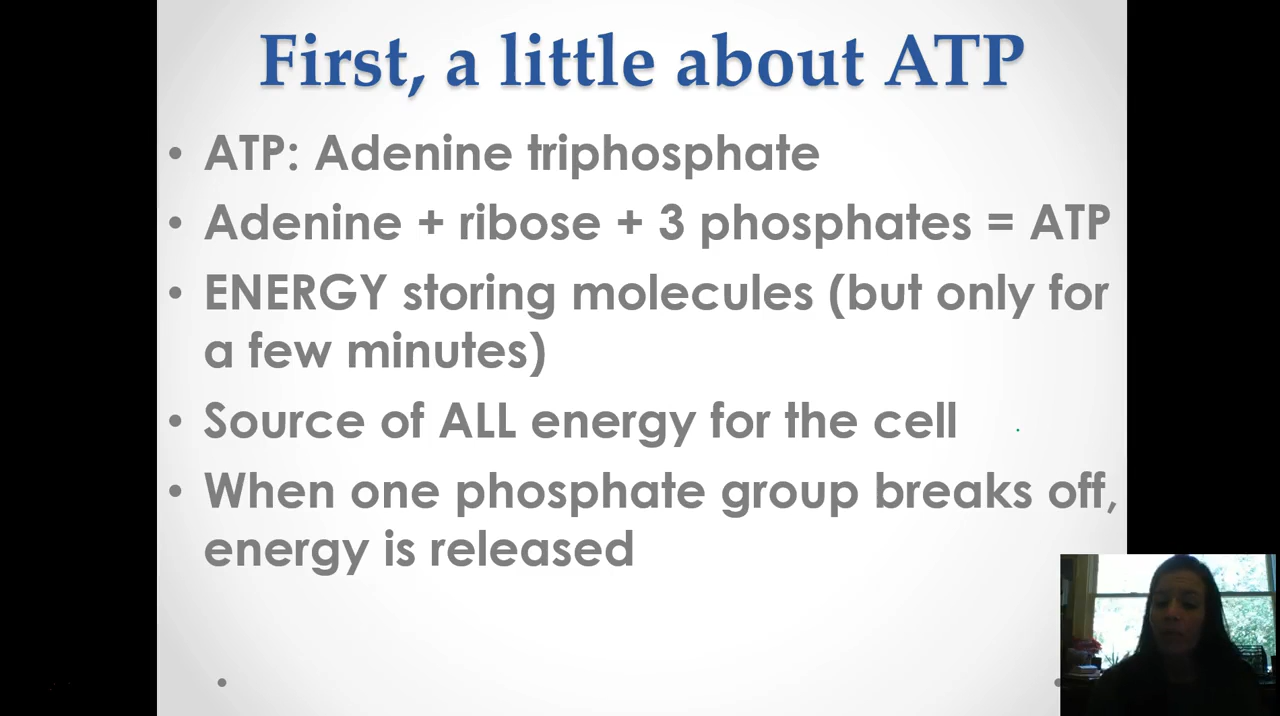 First, a little about ATP
• ATP: Adenine triphosphate
• Adenine + ribose + 3 phosphates = ATP
• ENERGY storing molecules (but only for
a few minutes)
• Source of ALL energy for the cell
• When one phosphate group breaks off,
energy is released